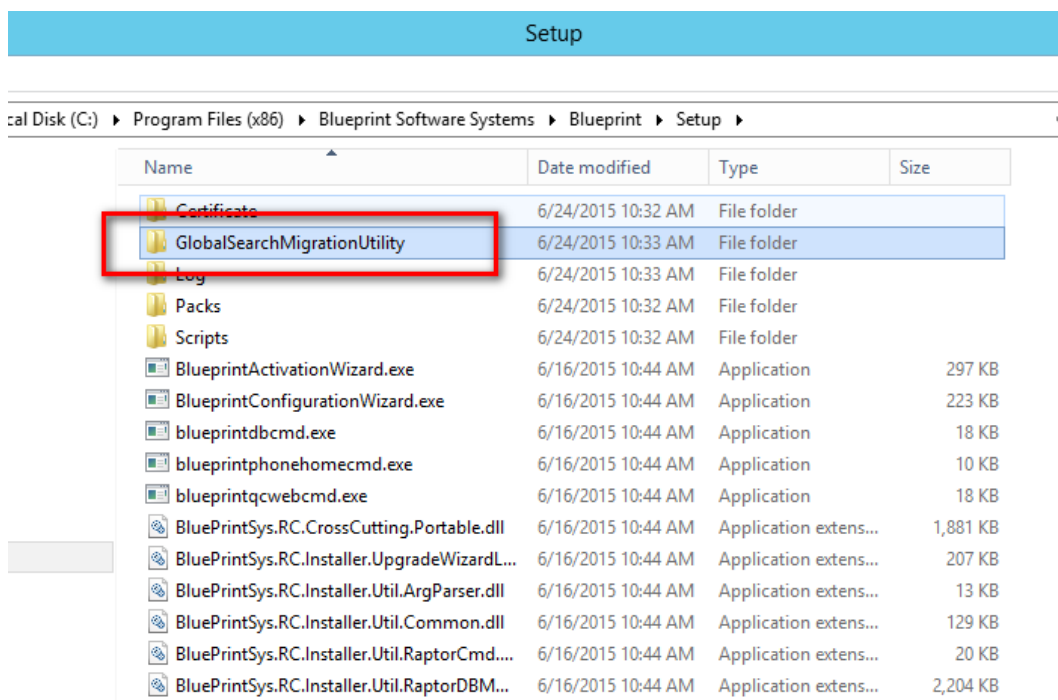 Setup
cal Disk (C:) Program Files (x86) Blueprint Software Systems Blueprint Setup
Name Date modified Type Size
Certificate 6/24/2015 10:32 AM File folder
GlobalSearchMigrationUtility 6/24/2015 10:33 AM File folder
Log 6/24/2015 10:33 AM File folder
Packs 6/24/2015 10:32 AM File folder
Scripts 6/24/2015 10:32 AM File folder
BlueprintActivationWizard.exe 6/16/2015 10:44 AM Application 297 KB
BlueprintConfigurationWizard.exe 6/16/2015 10:44 AM Application 223 KB
blueprintdbcmd.exe 6/16/2015 10:44 AM Application 18 KB
blueprintphonehomecmd.exe 6/16/2015 10:44 AM Application 10 KB
blueprintqcwebcmd.exe 6/16/2015 10:44 AM Application 18 KB
BluePrintSys.RC.CrossCutting.Portable.dll 6/16/2015 10:44 AM Application extens... 1,881 KB
BluePrintSys.RC.Installer.UpgradeWizardL... 6/16/2015 10:44 AM Application extens... 207 KB
BluePrintSys.RC.Installer.Util.ArgParser.dll 6/16/2015 10:44 AM Application extens... 13 KB
BluePrintSys.RC.Installer.Util.Common.dll 6/16/2015 10:44 AM Application extens... 129 KB
BluePrintSys.RC.Installer.Util.RaptorCmd.... 6/16/2015 10:44 AM Application extens... 20 KB
BluePrintSys.RC.Installer.Util.RaptorDBM... 6/16/2015 10:44 AM Application extens... 2,204 KB